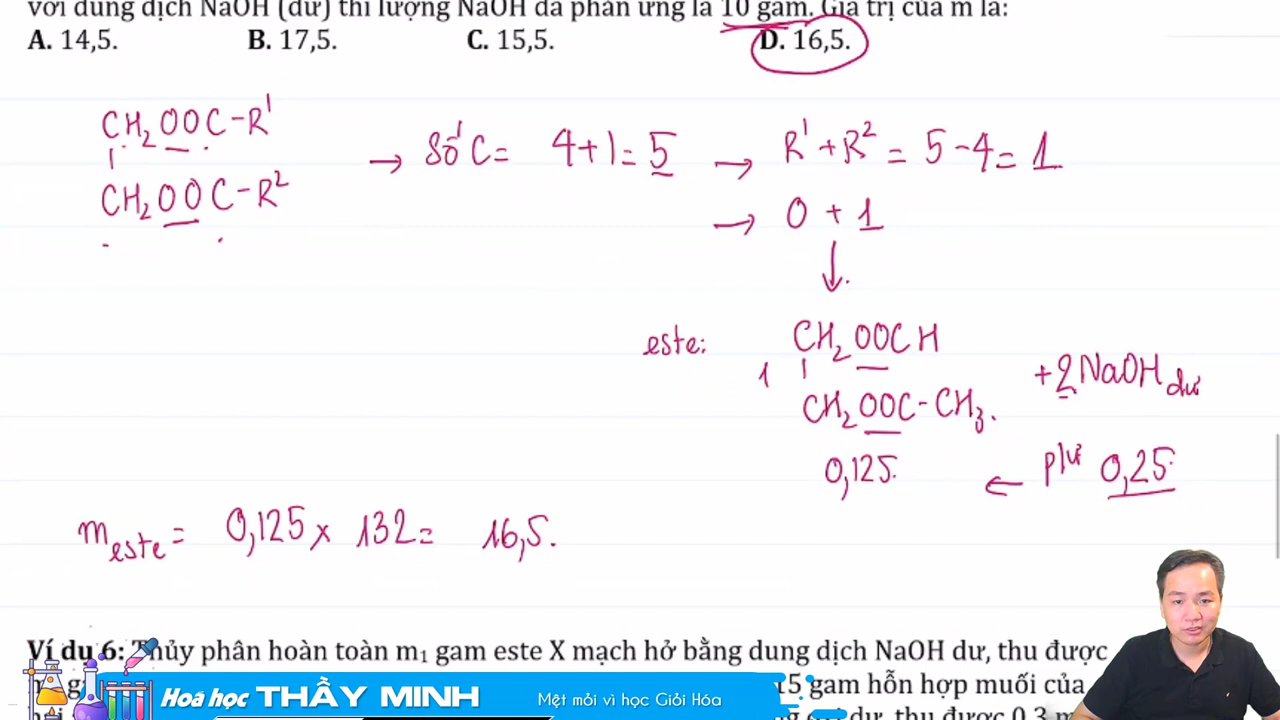 với dung dịch NaOH (dư) thì lượng NaOH đã phản ứng là 10 gam. Giá trị của m là:
A. 14,5. B. 17,5. C. 15,5. D. 16,5.
CH₂OOC-R¹
CH₂OOC-R²
→ Số C = 4+1=5 → R¹+R² = 5-4=1
→ 0 + 1
↓
este: CH₂OOCH
1
CH₂OOC-CH₃.
+2NaOH dư
0,125 ← p/ư 0,25
m este = 0,125 x 132 = 16,5.
Ví dụ 6: Thủy phân hoàn toàn m₁ gam este X mạch hở bằng dung dịch NaOH dư, thu được
15 gam hỗn hợp muối của
dư, thu được 0,3
Hoá học THẦY MINH
Mệt mỏi vì học Giỏi Hóa